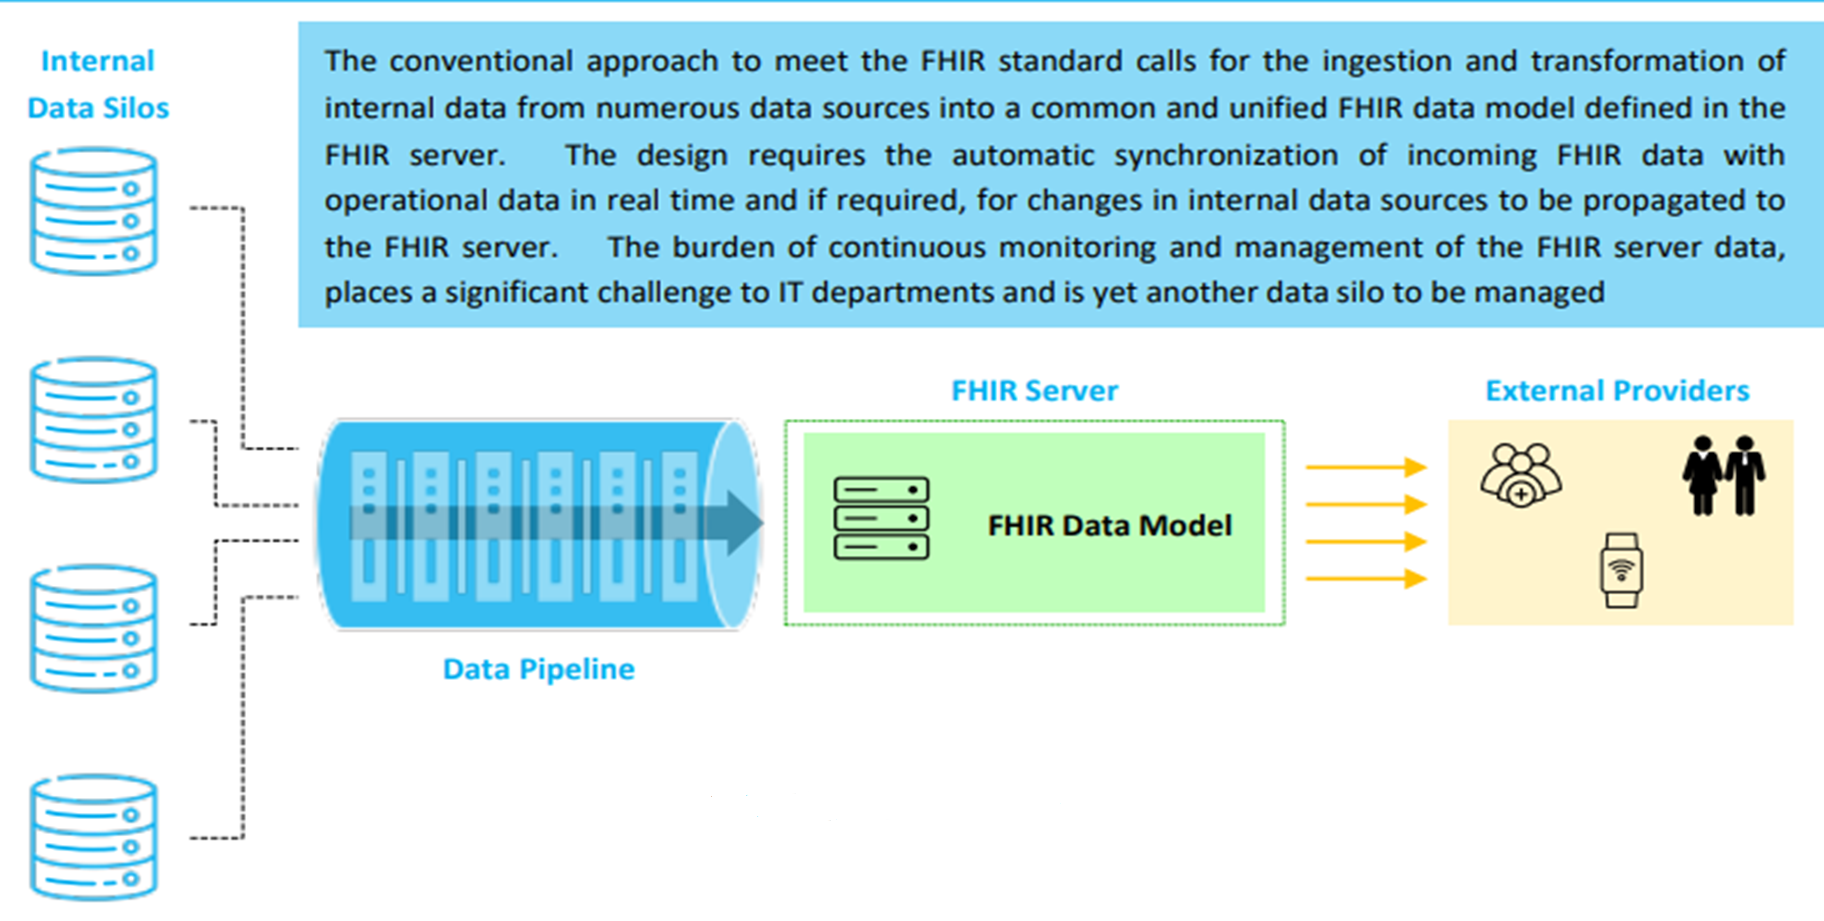 Internal
Data Silos
The conventional approach to meet the FHIR standard calls for the ingestion and transformation of
internal data from numerous data sources into a common and unified FHIR data model defined in the
FHIR server. The design requires the automatic synchronization of incoming FHIR data with
operational data in real time and if required, for changes in internal data sources to be propagated to
the FHIR server. The burden of continuous monitoring and management of the FHIR server data,
places a significant challenge to IT departments and is yet another data silo to be managed
FHIR Server
External Providers
FHIR Data Model
Data Pipeline